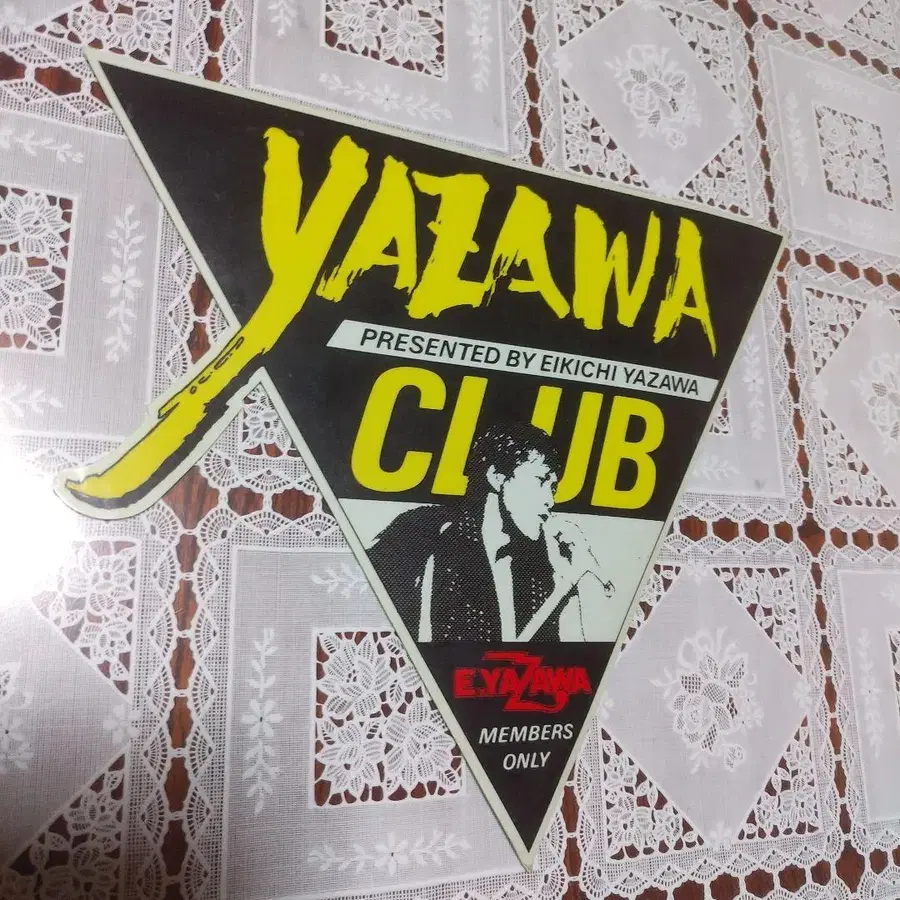 YAZAWA
PRESENTED BY EIKICHI YAZAWA
CLUB
E.YAZAWA
MEMBERS
ONLY